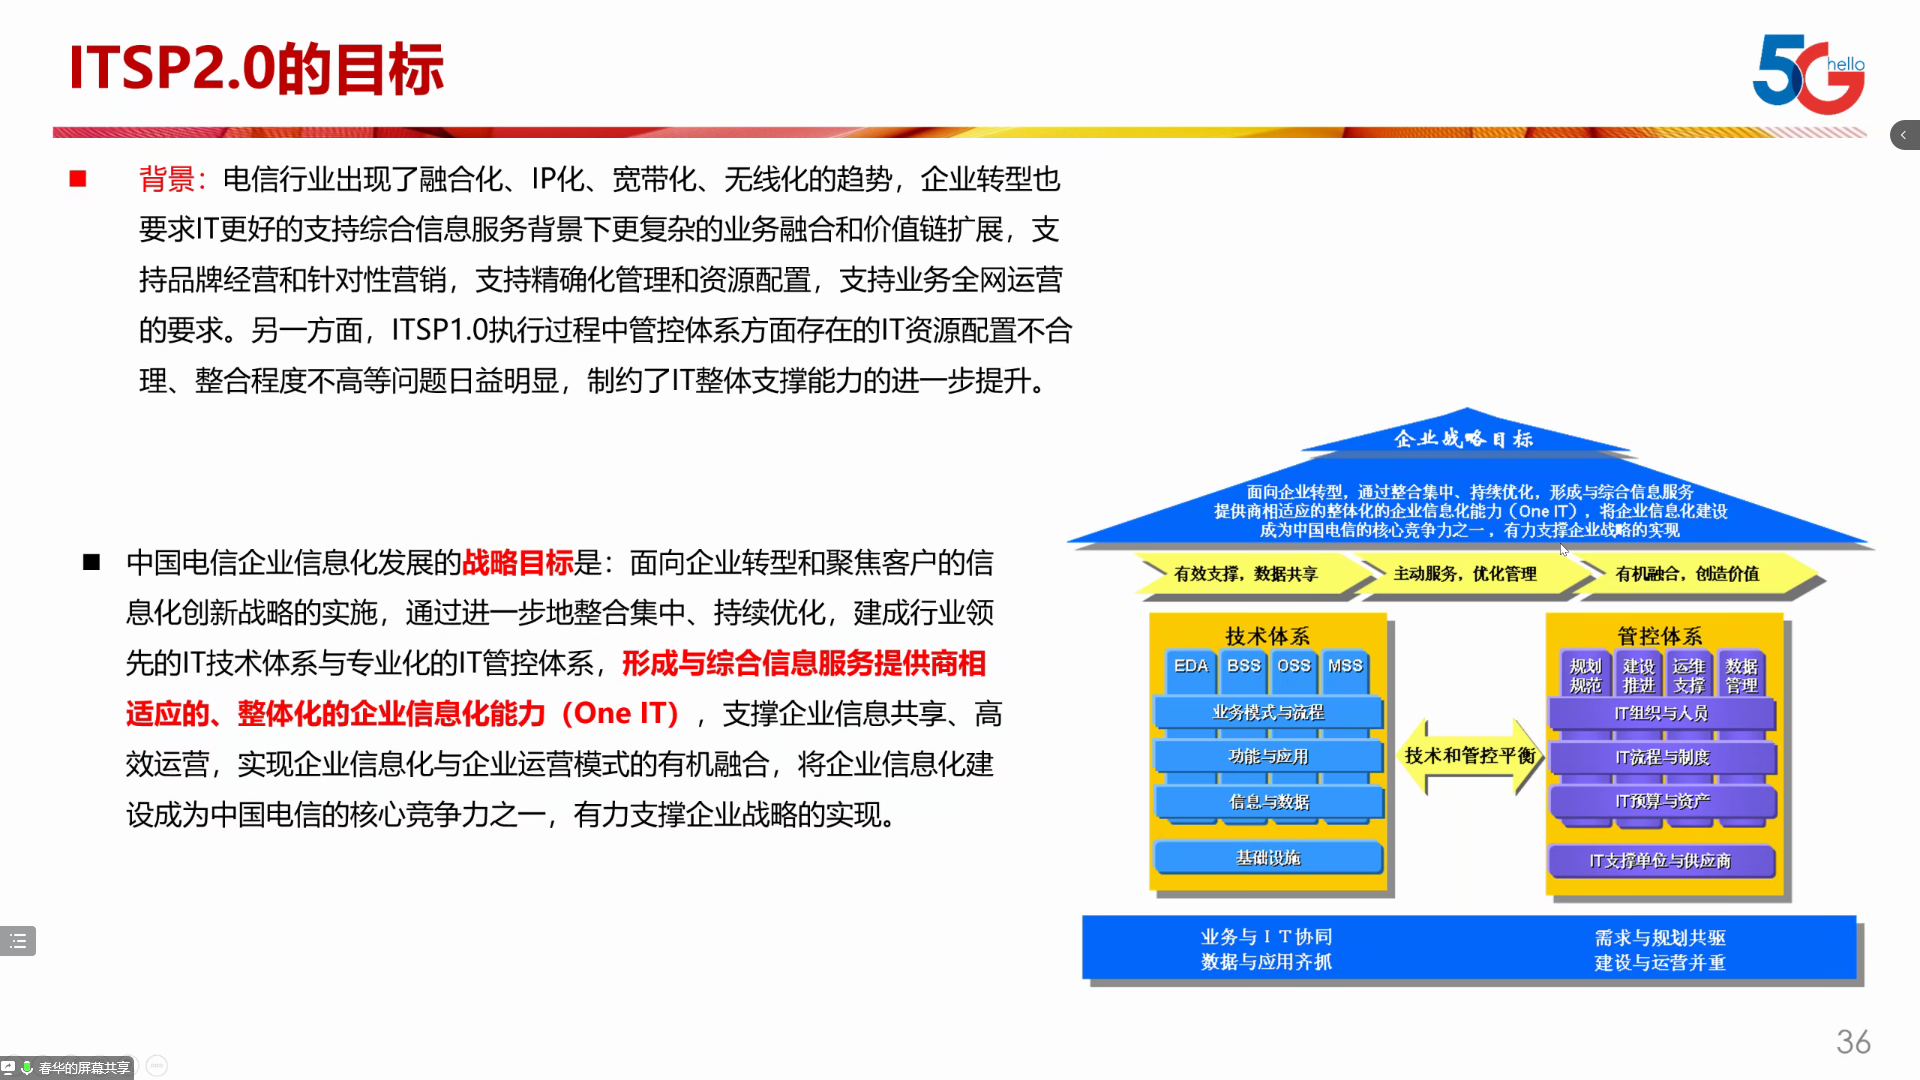 ITSP2.0的目标
5G hello
背景：电信行业出现了融合化、IP化、宽带化、无线化的趋势，企业转型也
要求IT更好的支持综合信息服务背景下更复杂的业务融合和价值链扩展，支
持品牌经营和针对性营销，支持精确化管理和资源配置，支持业务全网运营
的要求。另一方面，ITSP1.0执行过程中管控体系方面存在的IT资源配置不合
理、整合程度不高等问题日益明显，制约了IT整体支撑能力的进一步提升。
中国电信企业信息化发展的战略目标是：面向企业转型和聚焦客户的信
息化创新战略的实施，通过进一步地整合集中、持续优化，建成行业领
先的IT技术体系与专业化的IT管控体系，形成与综合信息服务提供商相
适应的、整体化的企业信息化能力（One IT），支撑企业信息共享、高
效运营，实现企业信息化与企业运营模式的有机融合，将企业信息化建
设成为中国电信的核心竞争力之一，有力支撑企业战略的实现。
企业战略目标
面向企业转型，通过整合集中、持续优化，形成与综合信息服务
提供商相适应的整体化的企业信息化能力（One IT），将企业信息化建设
成为中国电信的核心竞争力之一，有力支撑企业战略的实现
有效支撑，数据共享
主动服务，优化管理
有机融合，创造价值
技术体系
EDA BSS OSS MSS
业务模式与流程
功能与应用
信息与数据
基础设施
技术和管控平衡
管控体系
规划 建设 运维 数据
规范 推进 支撑 管理
IT组织与人员
IT流程与制度
IT预算与资产
IT支撑单位与供应商
业务与IT协同
数据与应用齐抓
需求与规划共驱
建设与运营并重
36
春华的屏幕共享